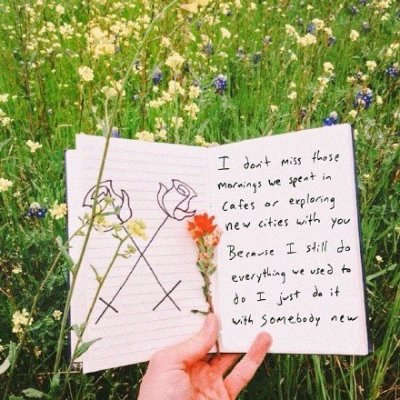 I don't miss those
mornings we spent in
cafes or exploring
new cities with you
Because I still do
everything we used to
do I just do it
with somebody new